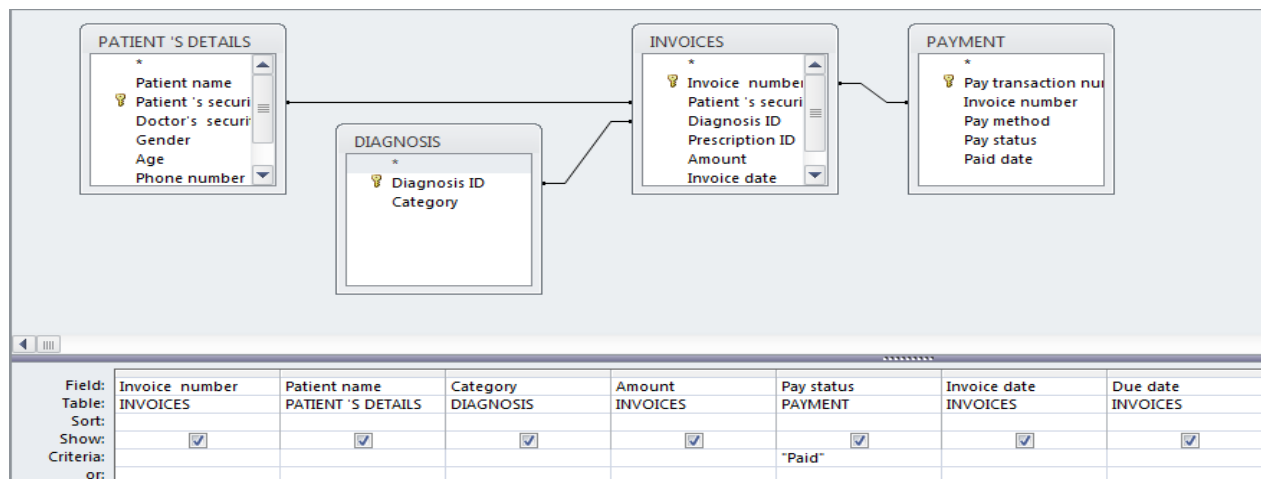 PATIENT 'S DETAILS
*
Patient name
Patient 's securi
Doctor's securit
Gender
Age
Phone number
DIAGNOSIS
*
Diagnosis ID
Category
INVOICES
*
Invoice number
Patient 's securi
Diagnosis ID
Prescription ID
Amount
Invoice date
PAYMENT
*
Pay transaction nu
Invoice number
Pay method
Pay status
Paid date
Field: Invoice number Patient name Category Amount Pay status Invoice date Due date
Table: INVOICES PATIENT 'S DETAILS DIAGNOSIS INVOICES PAYMENT INVOICES INVOICES
Sort:
Show:
Criteria: "Paid"
or: